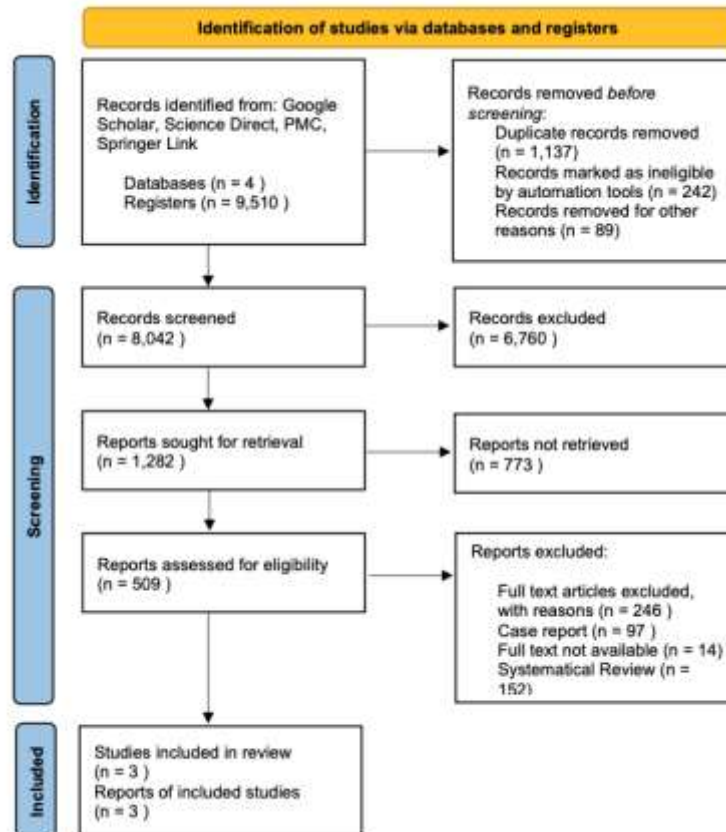 Identification of studies via databases and registers
Identification
Records identified from: Google
Scholar, Science Direct, PMC,
Springer Link
Databases (n = 4 )
Registers (n = 9,510 )
Records removed before
screening:
Duplicate records removed
(n = 1,137)
Records marked as ineligible
by automation tools (n = 242)
Records removed for other
reasons (n = 89)
Screening
Records screened
(n = 8,042 )
Records excluded
(n = 6,760 )
Reports sought for retrieval
(n = 1,282 )
Reports not retrieved
(n = 773 )
Reports assessed for eligibility
(n = 509 )
Reports excluded:
Full text articles excluded,
with reasons (n = 246 )
Case report (n = 97 )
Full text not available (n = 14)
Systematical Review (n =
152)
Included
Studies included in review
(n = 3 )
Reports of included studies
(n = 3 )